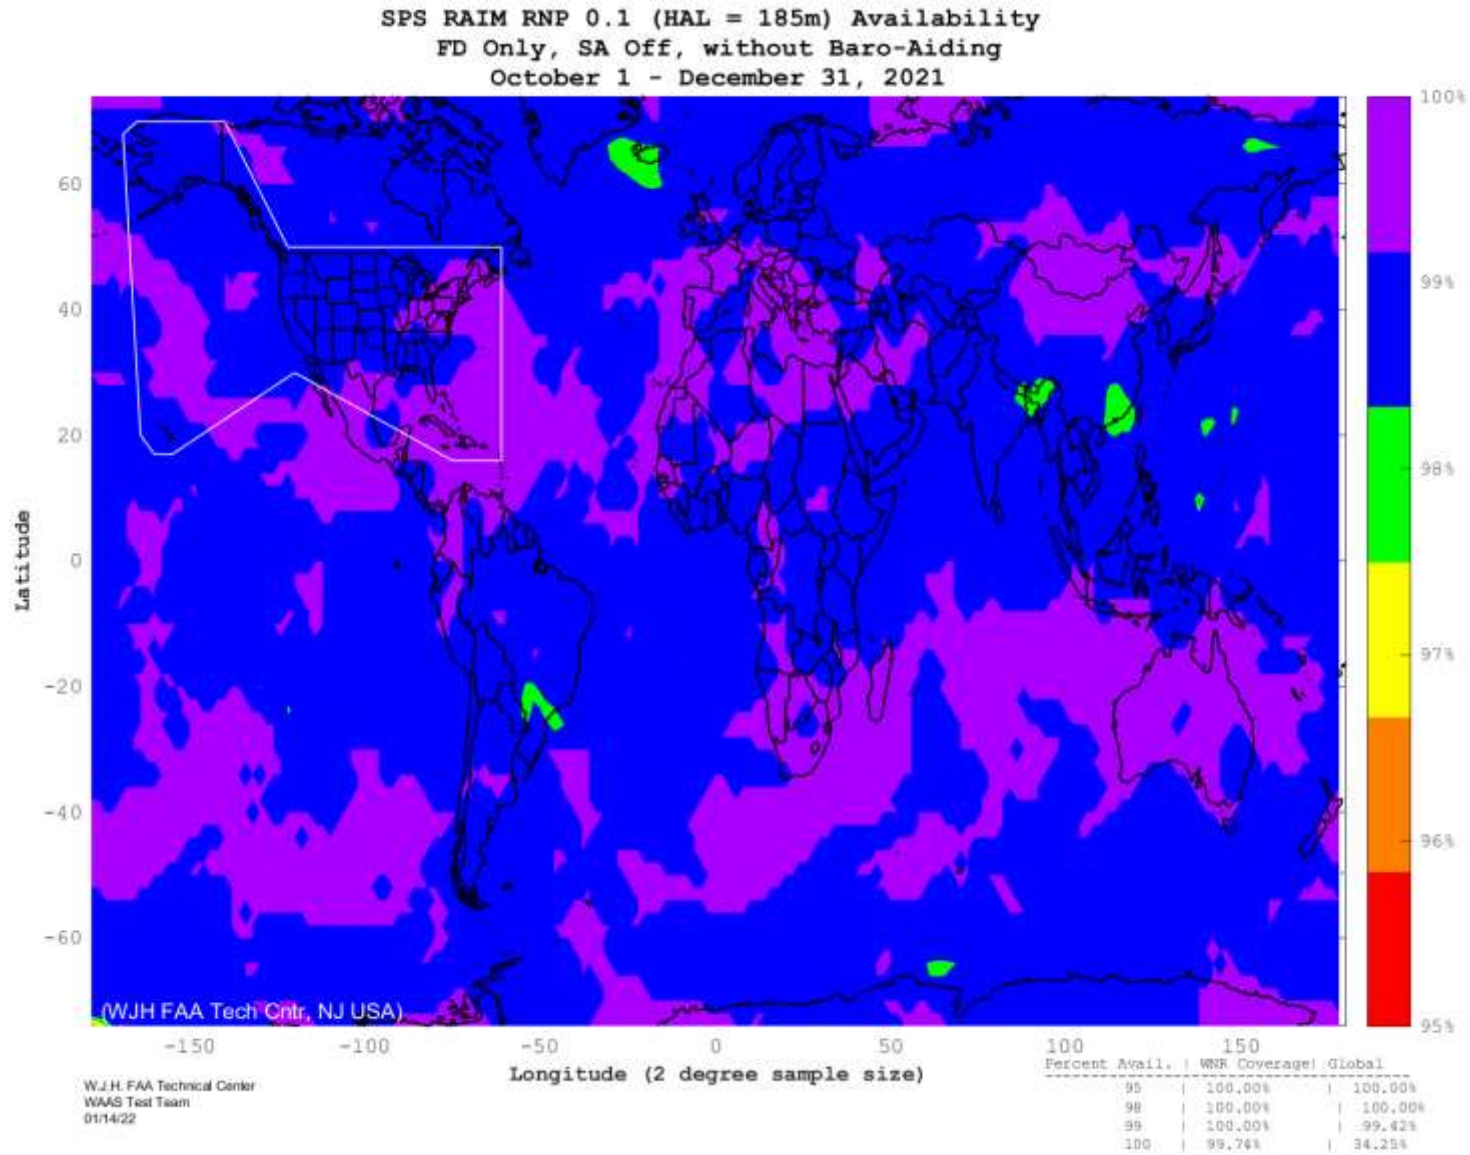 SPS RAIM RNP 0.1 (HAL = 185m) Availability
FD Only, SA Off, without Baro-Aiding
October 1 - December 31, 2021
100%
99%
98%
97%
96%
95%
Latitude
60
40
20
0
-20
-40
-60
(WJH FAA Tech Cntr, NJ USA)
-150 -100 -50 0 50 100 150
Longitude (2 degree sample size)
W.J.H. FAA Technical Center
WAAS Test Team
01/14/22
Percent Avail. | WNR Coverage| Global
95 | 100.00% | 100.00%
98 | 100.00% | 100.00%
99 | 100.00% | 99.42%
100 | 99.76% | 34.25%